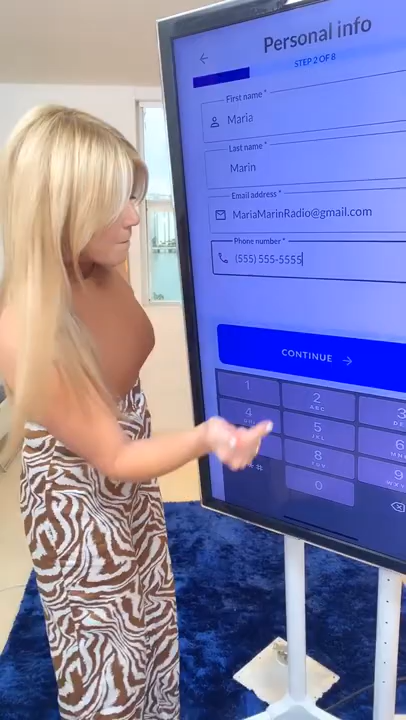 Personal info
STEP 2 OF 8
First name *
Maria
Last name *
Marin
Email address *
MariaMarinRadio@gmail.com
Phone number *
(555) 555-5555
CONTINUE
1 2 3
ABC
4 5 6
JKL
8 9
TUV
0